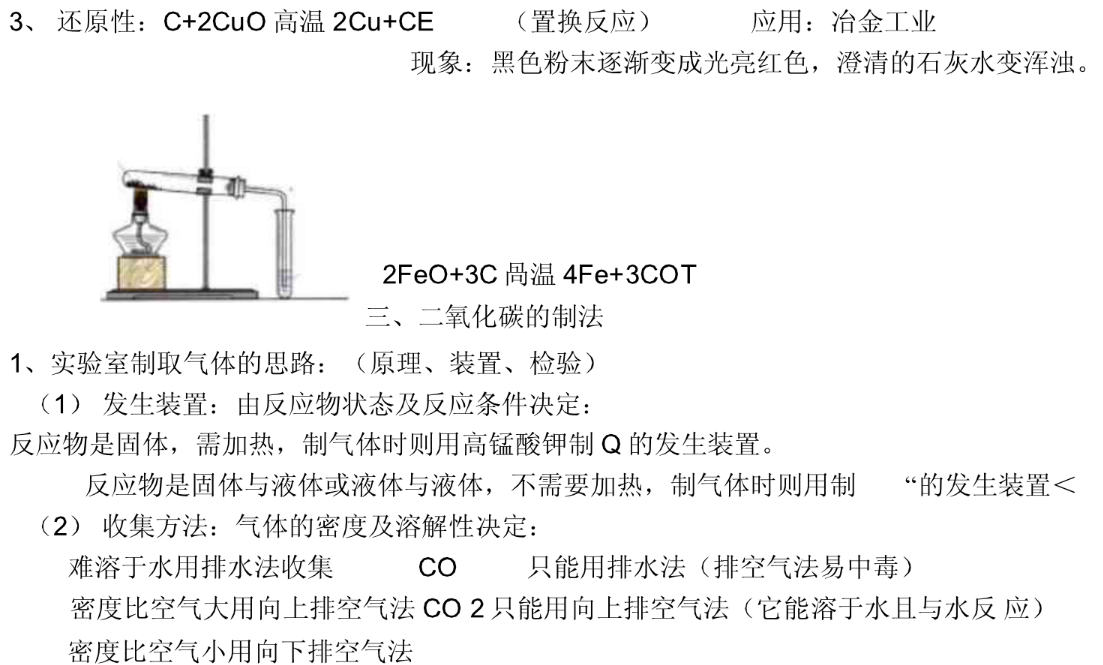 3、 还原性：C+2CuO 高温 2Cu+CE （置换反应） 应用：冶金工业
现象：黑色粉末逐渐变成光亮红色，澄清的石灰水变浑浊。
2FeO+3C 咼温 4Fe+3COT
三、二氧化碳的制法
1、实验室制取气体的思路：（原理、装置、检验）
（1） 发生装置：由反应物状态及反应条件决定：
反应物是固体，需加热，制气体时则用高锰酸钾制 Q 的发生装置。
反应物是固体与液体或液体与液体，不需要加热，制气体时则用制 “的发生装置＜
（2） 收集方法：气体的密度及溶解性决定：
难溶于水用排水法收集 CO 只能用排水法（排空气法易中毒）
密度比空气大用向上排空气法 CO 2 只能用向上排空气法（它能溶于水且与水反 应）
密度比空气小用向下排空气法